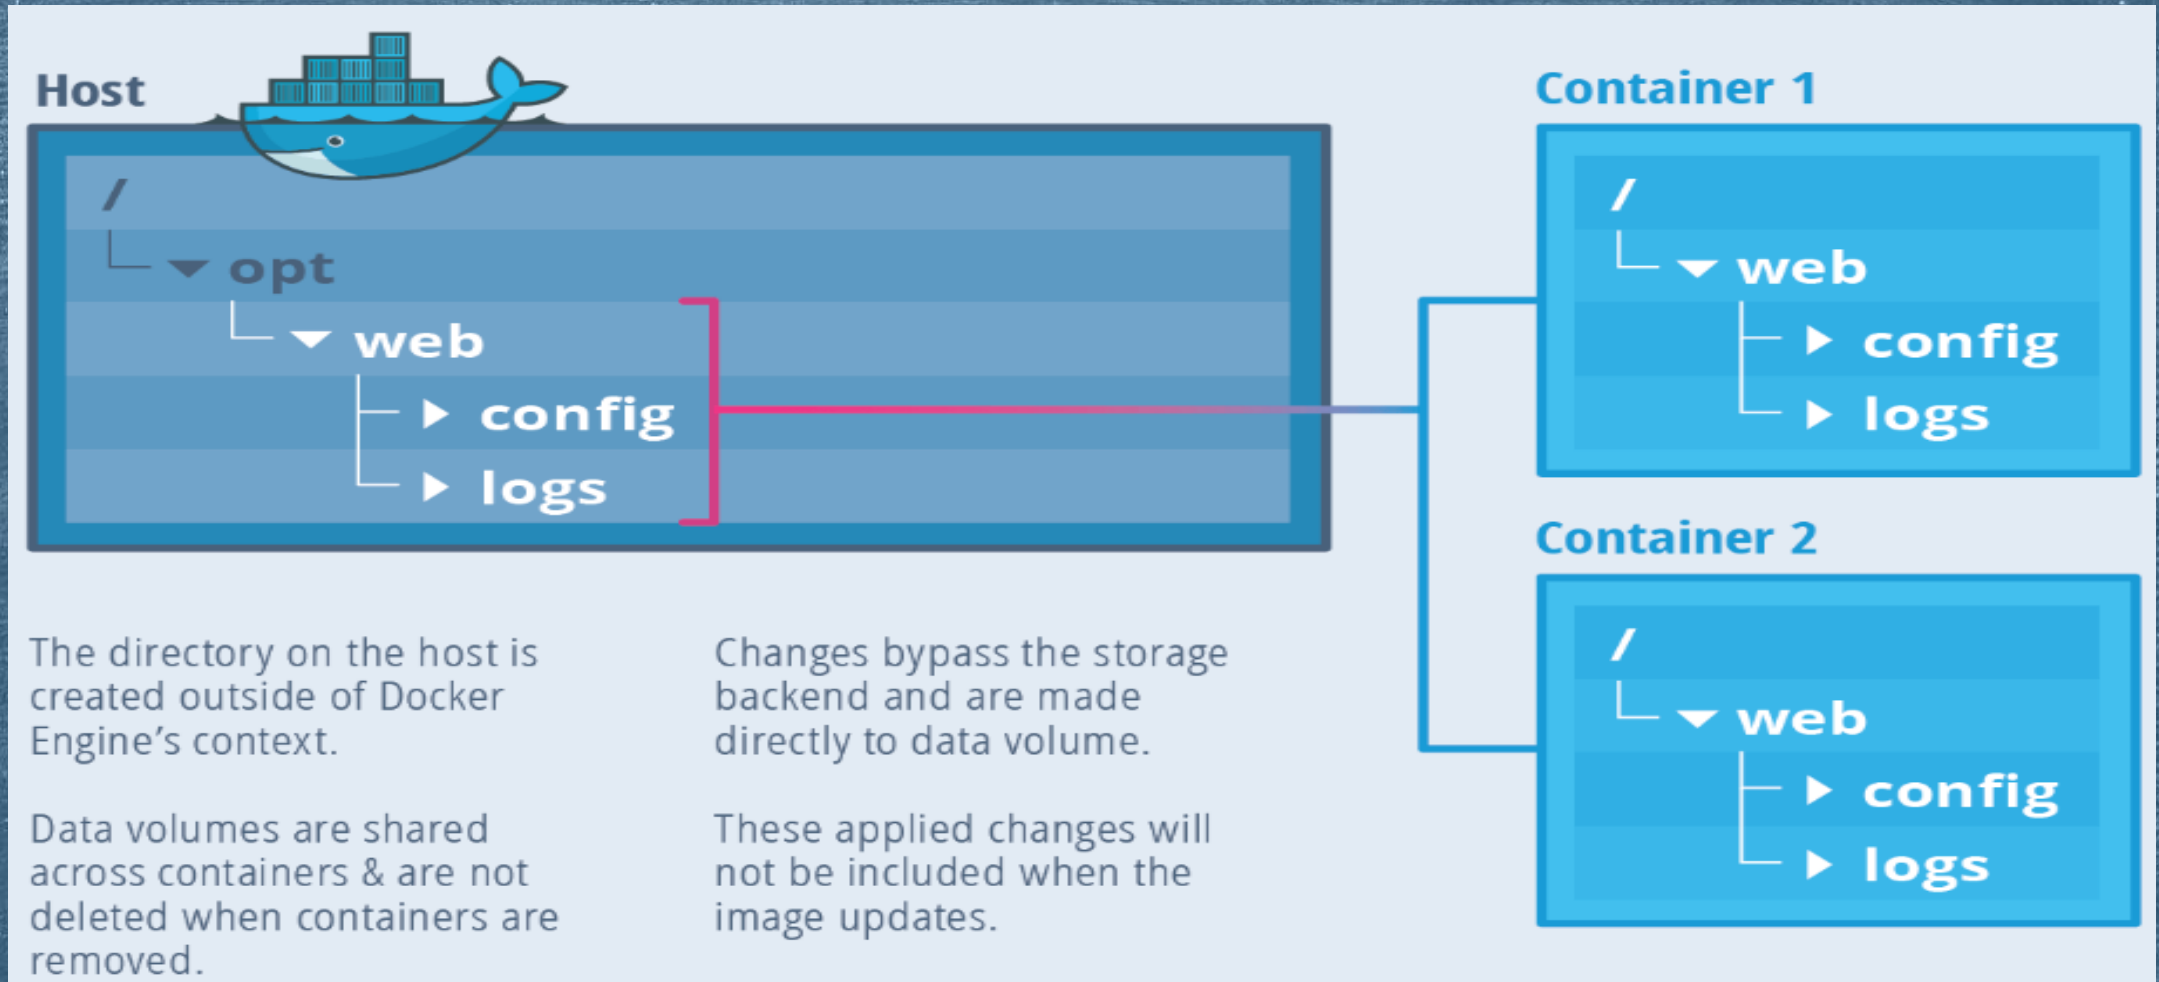 Host
/
opt
web
config
logs
Container 1
/
web
config
logs
Container 2
/
web
config
logs
The directory on the host is
created outside of Docker
Engine’s context.
Data volumes are shared
across containers & are not
deleted when containers are
removed.
Changes bypass the storage
backend and are made
directly to data volume.
These applied changes will
not be included when the
image updates.